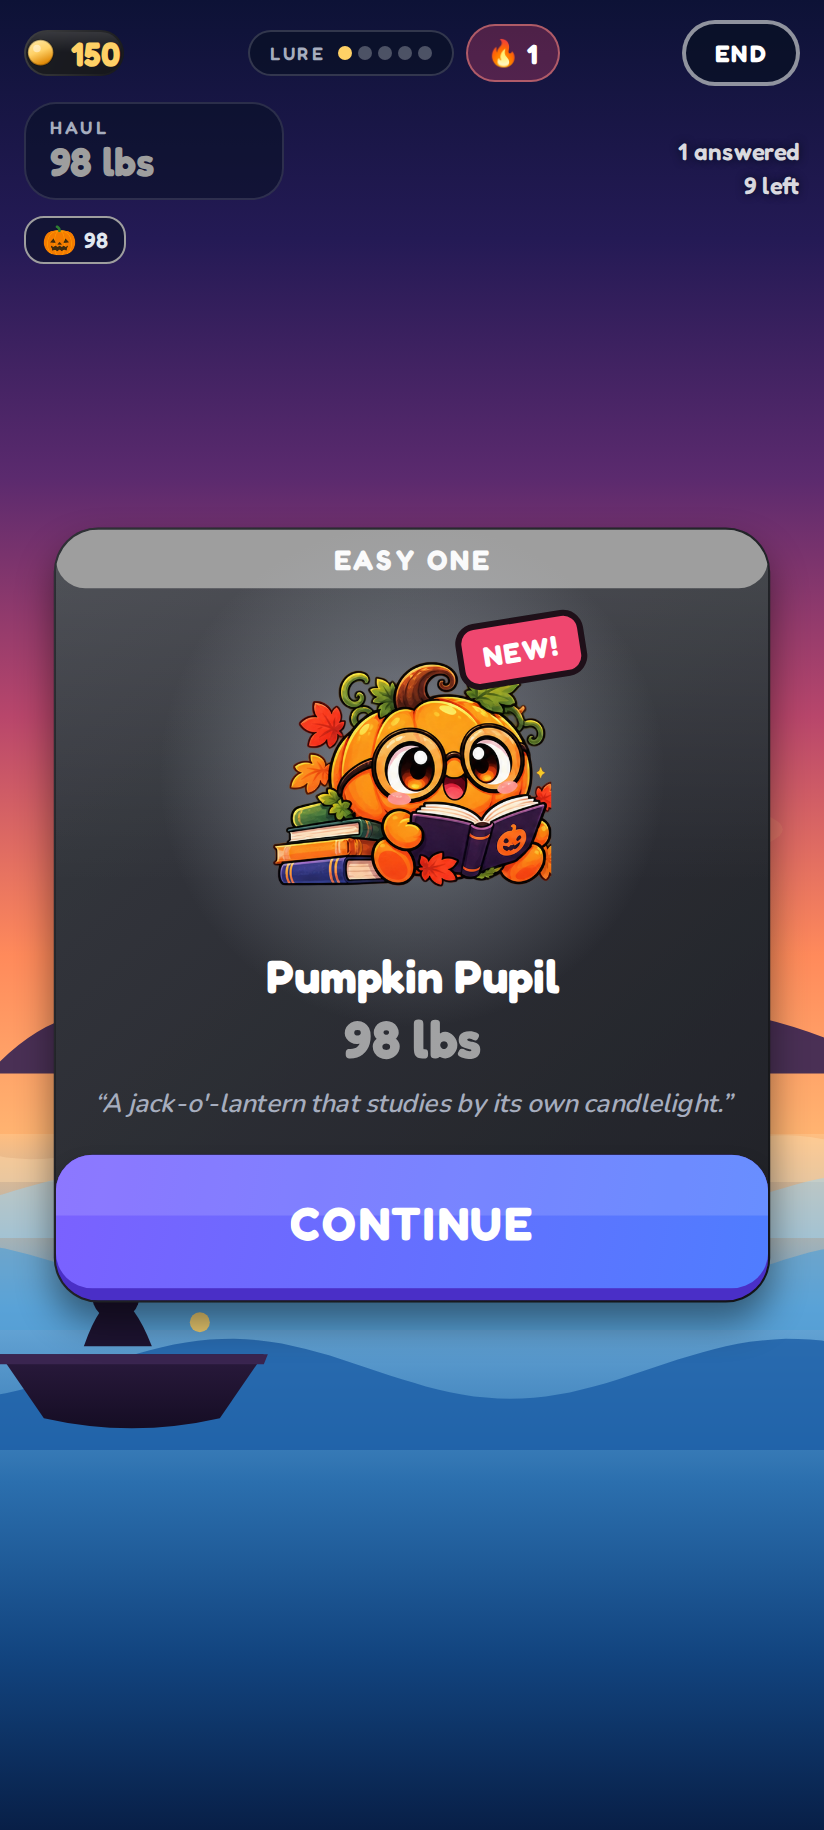 150
LURE
1
END
HAUL
98 lbs
1 answered
9 left
98
EASY ONE
NEW!
Pumpkin Pupil
98 lbs
“A jack-o'-lantern that studies by its own candlelight.”
CONTINUE